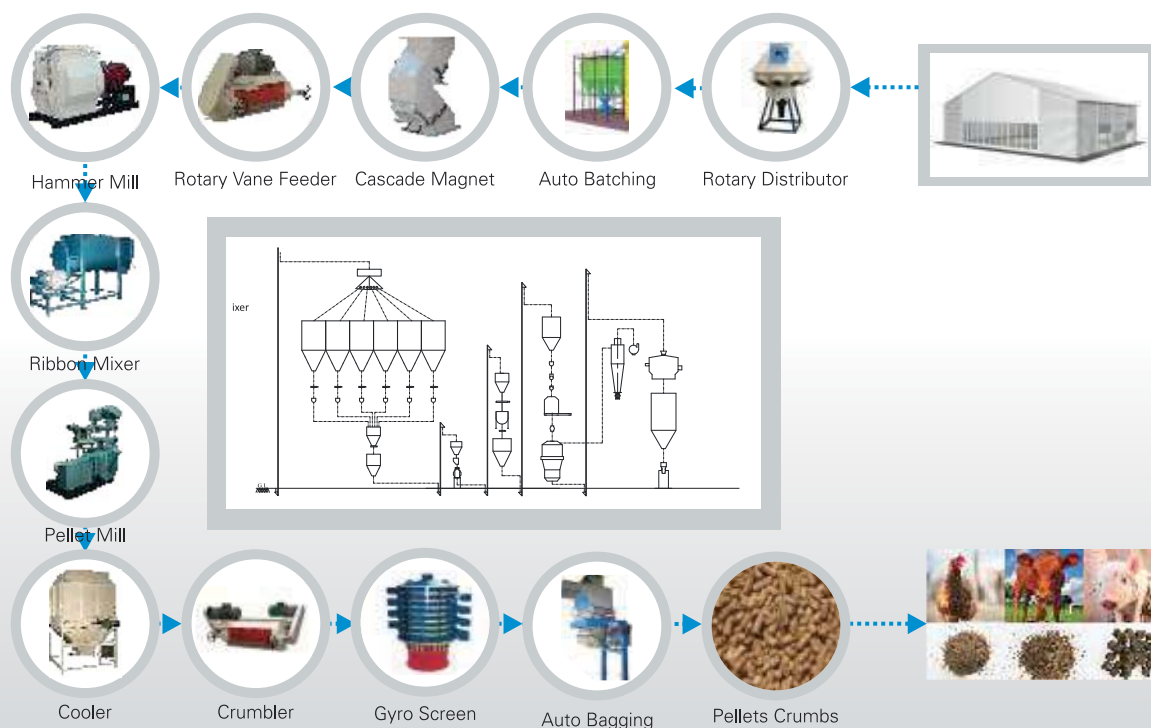 Hammer Mill
Rotary Vane Feeder
Cascade Magnet
Auto Batching
Rotary Distributor
ixer
Ribbon Mixer
Pellet Mill
G.L
Cooler
Crumbler
Gyro Screen
Auto Bagging
Pellets Crumbs